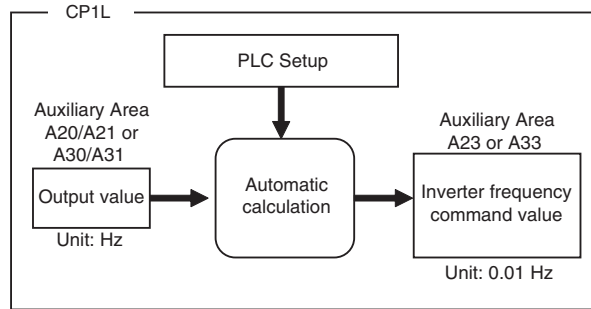 CP1L
PLC Setup
Auxiliary Area
A20/A21 or
A30/A31
Output value
Unit: Hz
Automatic
calculation
Auxiliary Area
A23 or A33
Inverter frequency
command value
Unit: 0.01 Hz